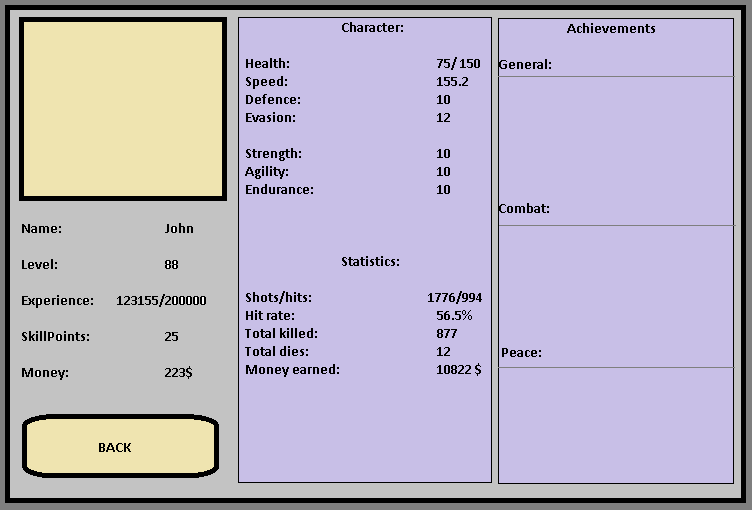 Name: John
Level: 88
Experience: 123155/200000
SkillPoints: 25
Money: 223$
BACK
Character:
Health: 75/150
Speed: 155.2
Defence: 10
Evasion: 12
Strength: 10
Agility: 10
Endurance: 10
Statistics:
Shots/hits: 1776/994
Hit rate: 56.5%
Total killed: 877
Total dies: 12
Money earned: 10822 $
Achievements
General:
Combat:
Peace: